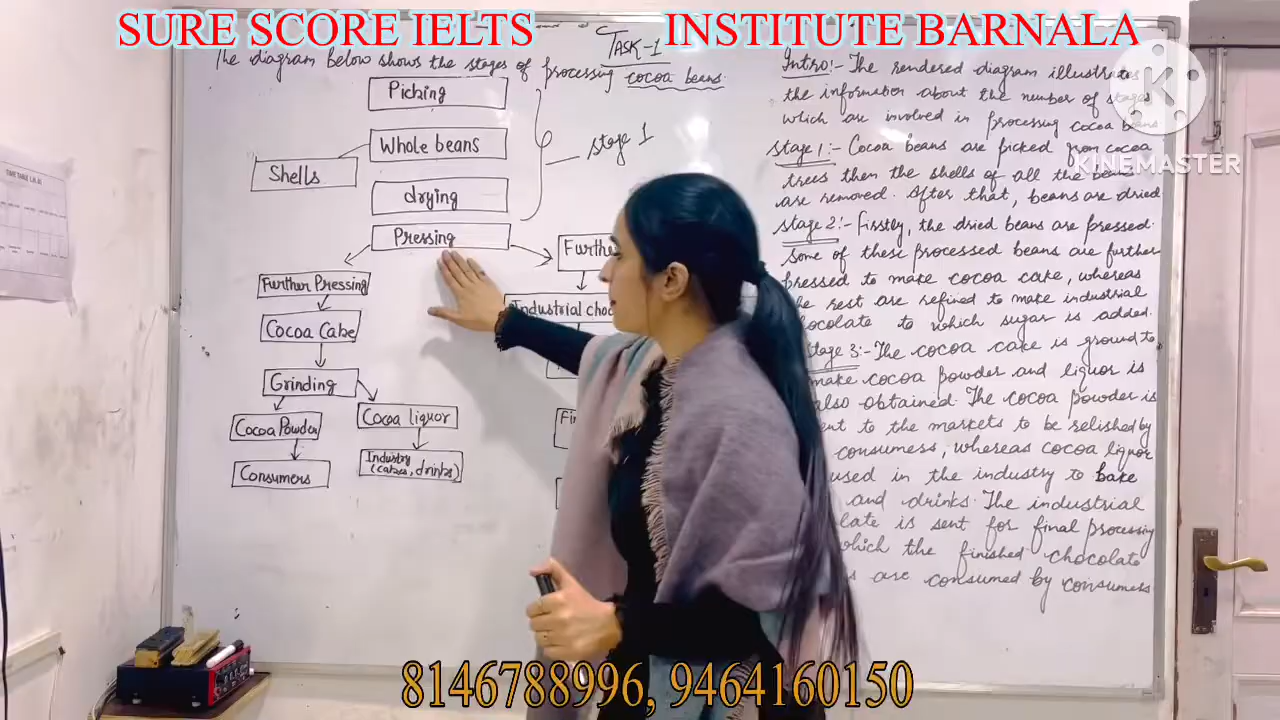 SURE SCORE IELTS INSTITUTE BARNALA
TASK-1
The diagram below shows the stages of processing cocoa beans.
Picking
Whole beans
Shells
drying
Pressing
stage 1
Further Pressing
Cocoa Cake
Grinding
Cocoa Powder
Consumers
Cocoa liquor
Industry
(cakes, drinks)
Industrial
Intro:- The rendered diagram illustrates
the information about the number of stages
which are involved in processing cocoa beans
stage 1:- Cocoa beans are picked from cocoa
trees then the shells of all the beans
are removed. After that, beans are dried
stage 2:- Firstly, the dried beans are pressed.
Some of these processed beans are further
pressed to make cocoa cake, whereas
the rest are refined to make industrial
chocolate to which sugar is added.
stage 3:- The cocoa cake is ground to
make cocoa powder and liquor is
also obtained. The cocoa powder is
to the markets to be relished by
consumers, whereas cocoa liquor
used in the industry to bake
and drinks. The industrial
is sent for final processing
which the finished chocolate
are consumed by consumers
K
KINEMASTER
8146788996, 9464160150